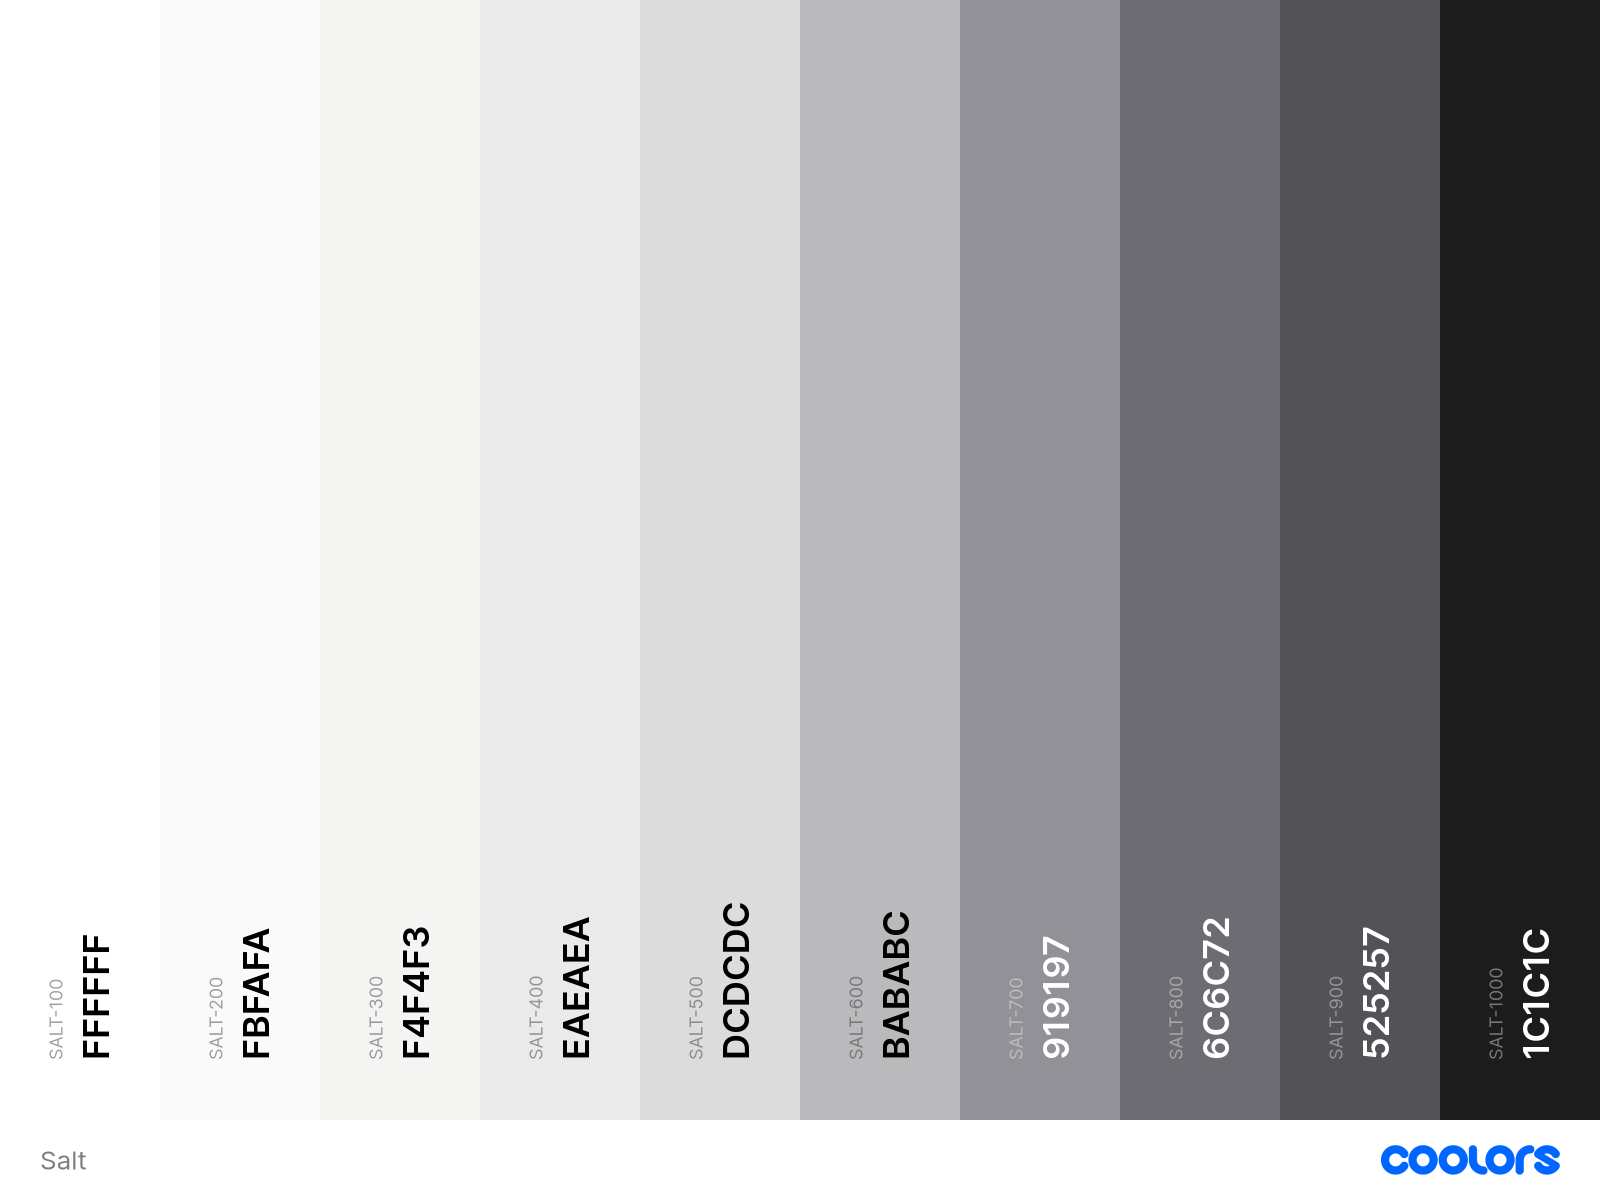 SALT-100
FFFFFF
SALT-200
FBFAFA
SALT-300
F4F4F3
SALT-400
EAEAEA
SALT-500
DCDCDC
SALT-600
BABABC
SALT-700
919197
SALT-800
6C6C72
SALT-900
525257
SALT-1000
1C1C1C
Salt
coolors